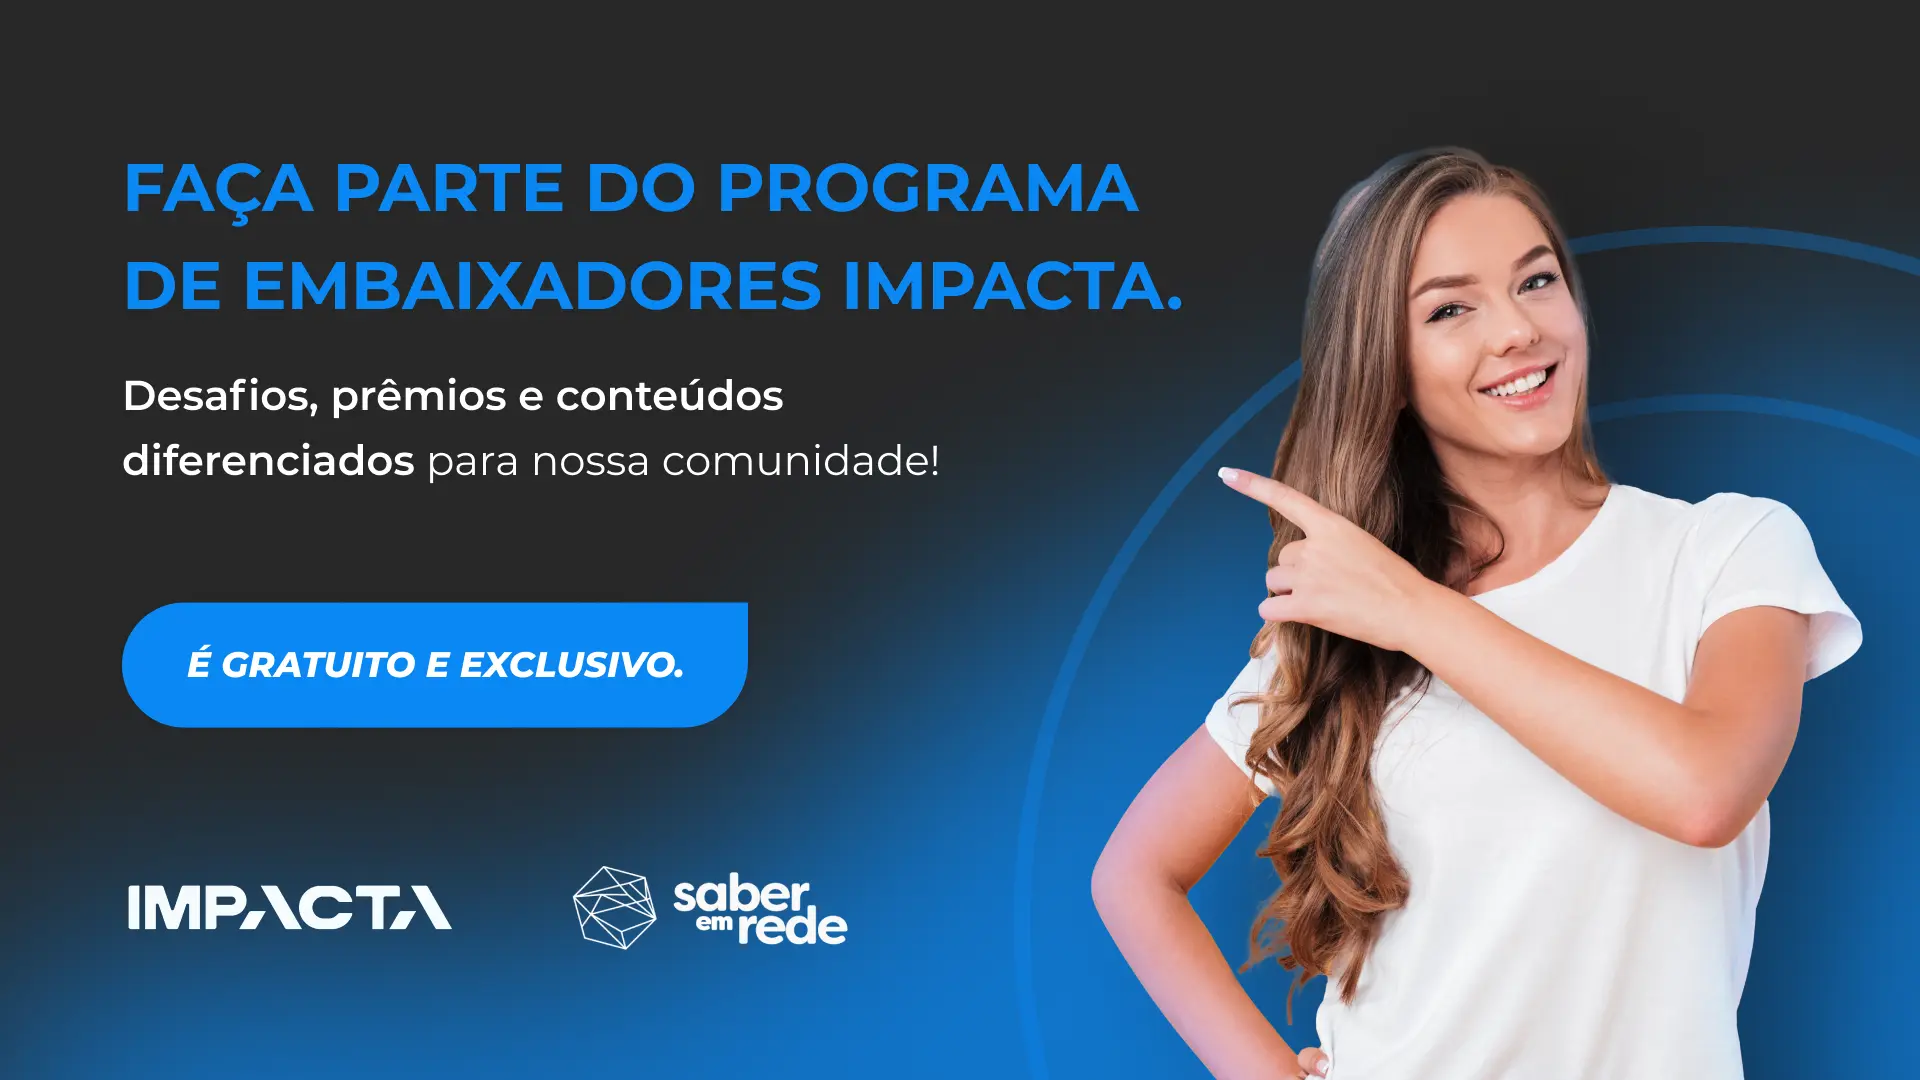 FAÇA PARTE DO PROGRAMA
DE EMBAIXADORES IMPACTA.
Desafios, prêmios e conteúdos
diferenciados para nossa comunidade!
É GRATUITO E EXCLUSIVO.
IMPACTA
saber
em rede